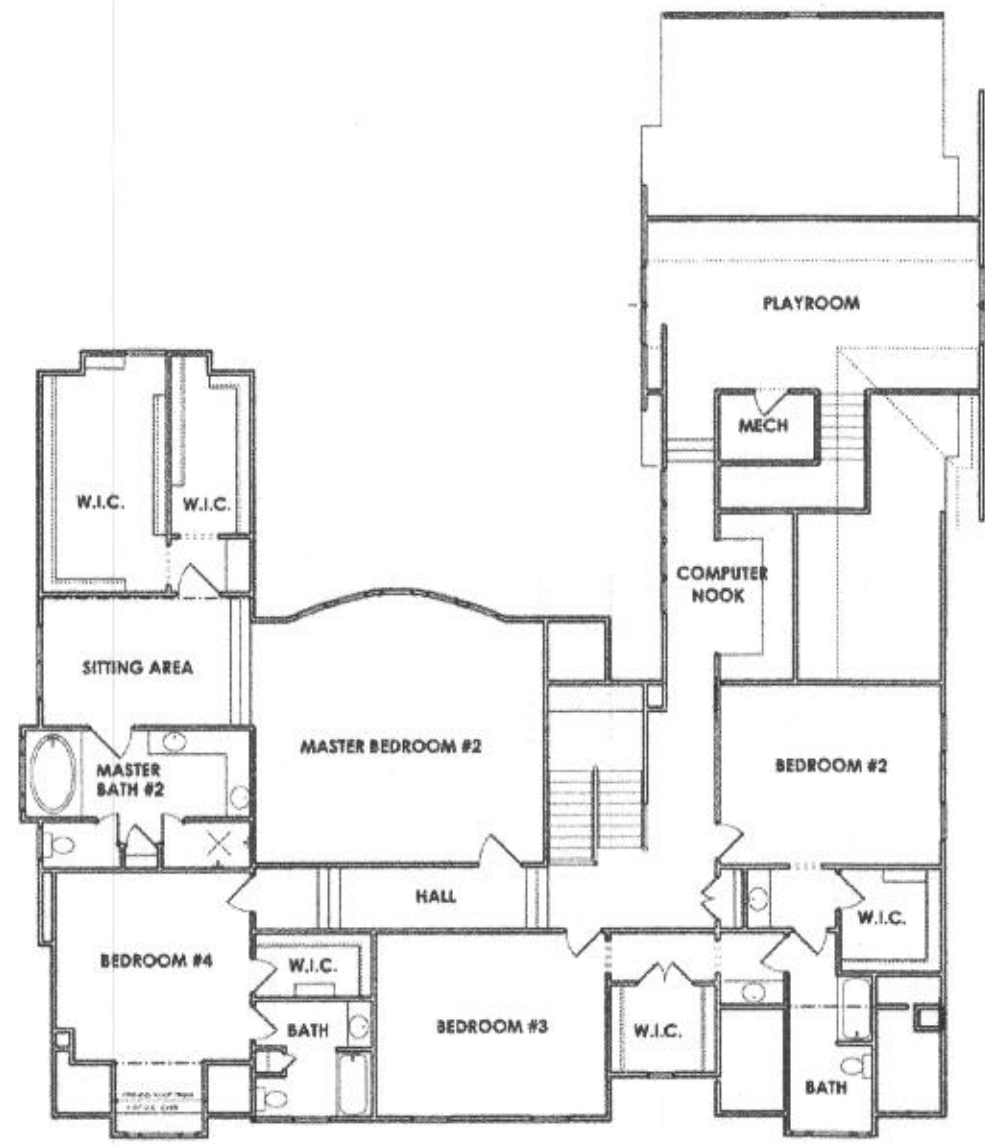 PLAYROOM
MECH
W.I.C.
W.I.C.
COMPUTER
NOOK
SITTING AREA
MASTER BEDROOM #2
BEDROOM #2
MASTER
BATH #2
HALL
W.I.C.
BEDROOM #4
W.I.C.
BATH
BEDROOM #3
W.I.C.
BATH